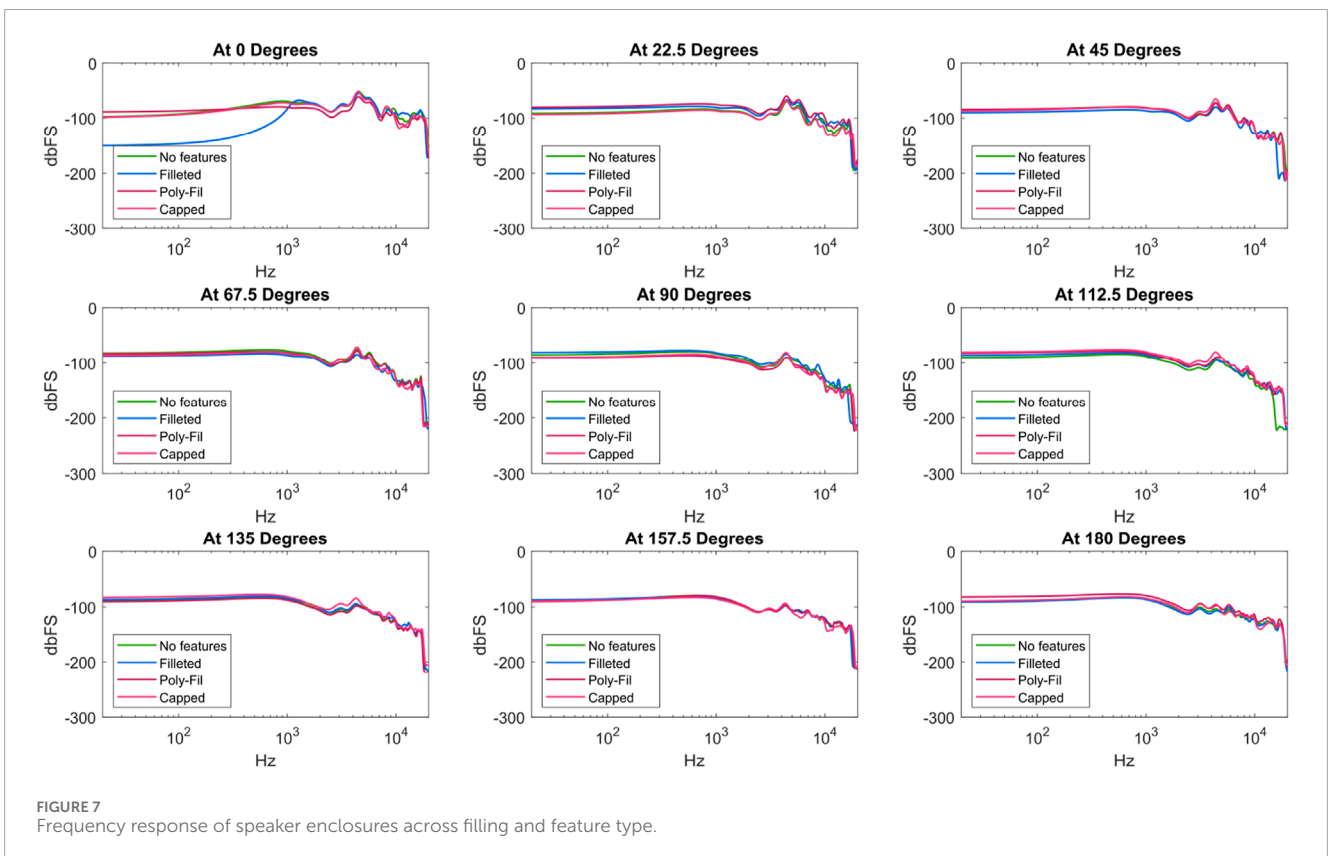 At 0 Degrees
At 22.5 Degrees
At 45 Degrees
0
-100
-200
-300
dbFS
No features
Filleted
Poly-Fil
Capped
10^2
10^3
10^4
Hz
0
-100
-200
-300
dbFS
No features
Filleted
Poly-Fil
Capped
10^2
10^3
10^4
Hz
0
-100
-200
-300
dbFS
No features
Filleted
Poly-Fil
Capped
10^2
10^3
10^4
Hz
At 67.5 Degrees
At 90 Degrees
At 112.5 Degrees
0
-100
-200
-300
dbFS
No features
Filleted
Poly-Fil
Capped
10^2
10^3
10^4
Hz
0
-100
-200
-300
dbFS
No features
Filleted
Poly-Fil
Capped
10^2
10^3
10^4
Hz
0
-100
-200
-300
dbFS
No features
Filleted
Poly-Fil
Capped
10^2
10^3
10^4
Hz
At 135 Degrees
At 157.5 Degrees
At 180 Degrees
0
-100
-200
-300
dbFS
No features
Filleted
Poly-Fil
Capped
10^2
10^3
10^4
Hz
0
-100
-200
-300
dbFS
No features
Filleted
Poly-Fil
Capped
10^2
10^3
10^4
Hz
0
-100
-200
-300
dbFS
No features
Filleted
Poly-Fil
Capped
10^2
10^3
10^4
Hz
FIGURE 7
Frequency response of speaker enclosures across filling and feature type.